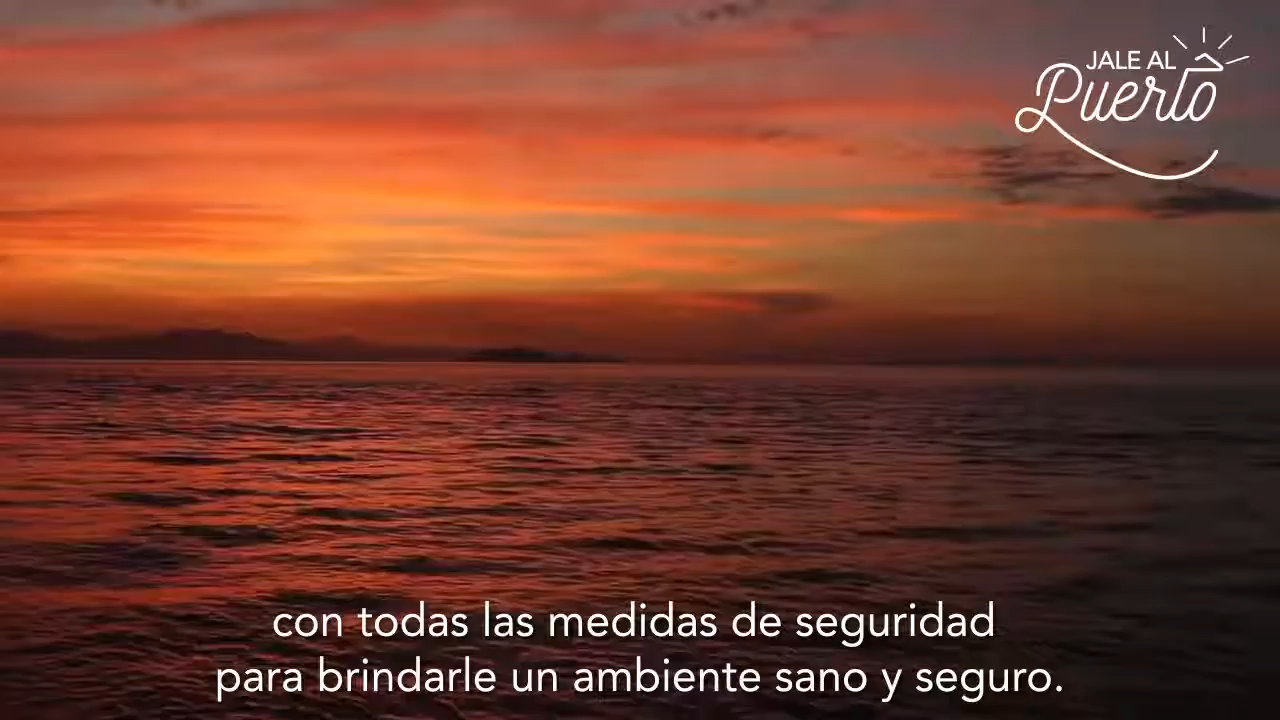 JALE AL
Puerto
con todas las medidas de seguridad
para brindarle un ambiente sano y seguro.